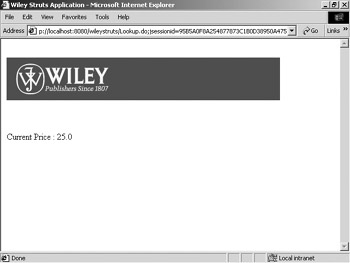 Wiley Struts Application - Microsoft Internet Explorer
File Edit View Favorites Tools Help
Address p://localhost:8080/wileystruts/Lookup.do;jsessionid=95B5A0F8A254877873C1B0D38950A475 Go Links »
WILEY
Publishers Since 1807
Current Price : 25.0
Done Local intranet